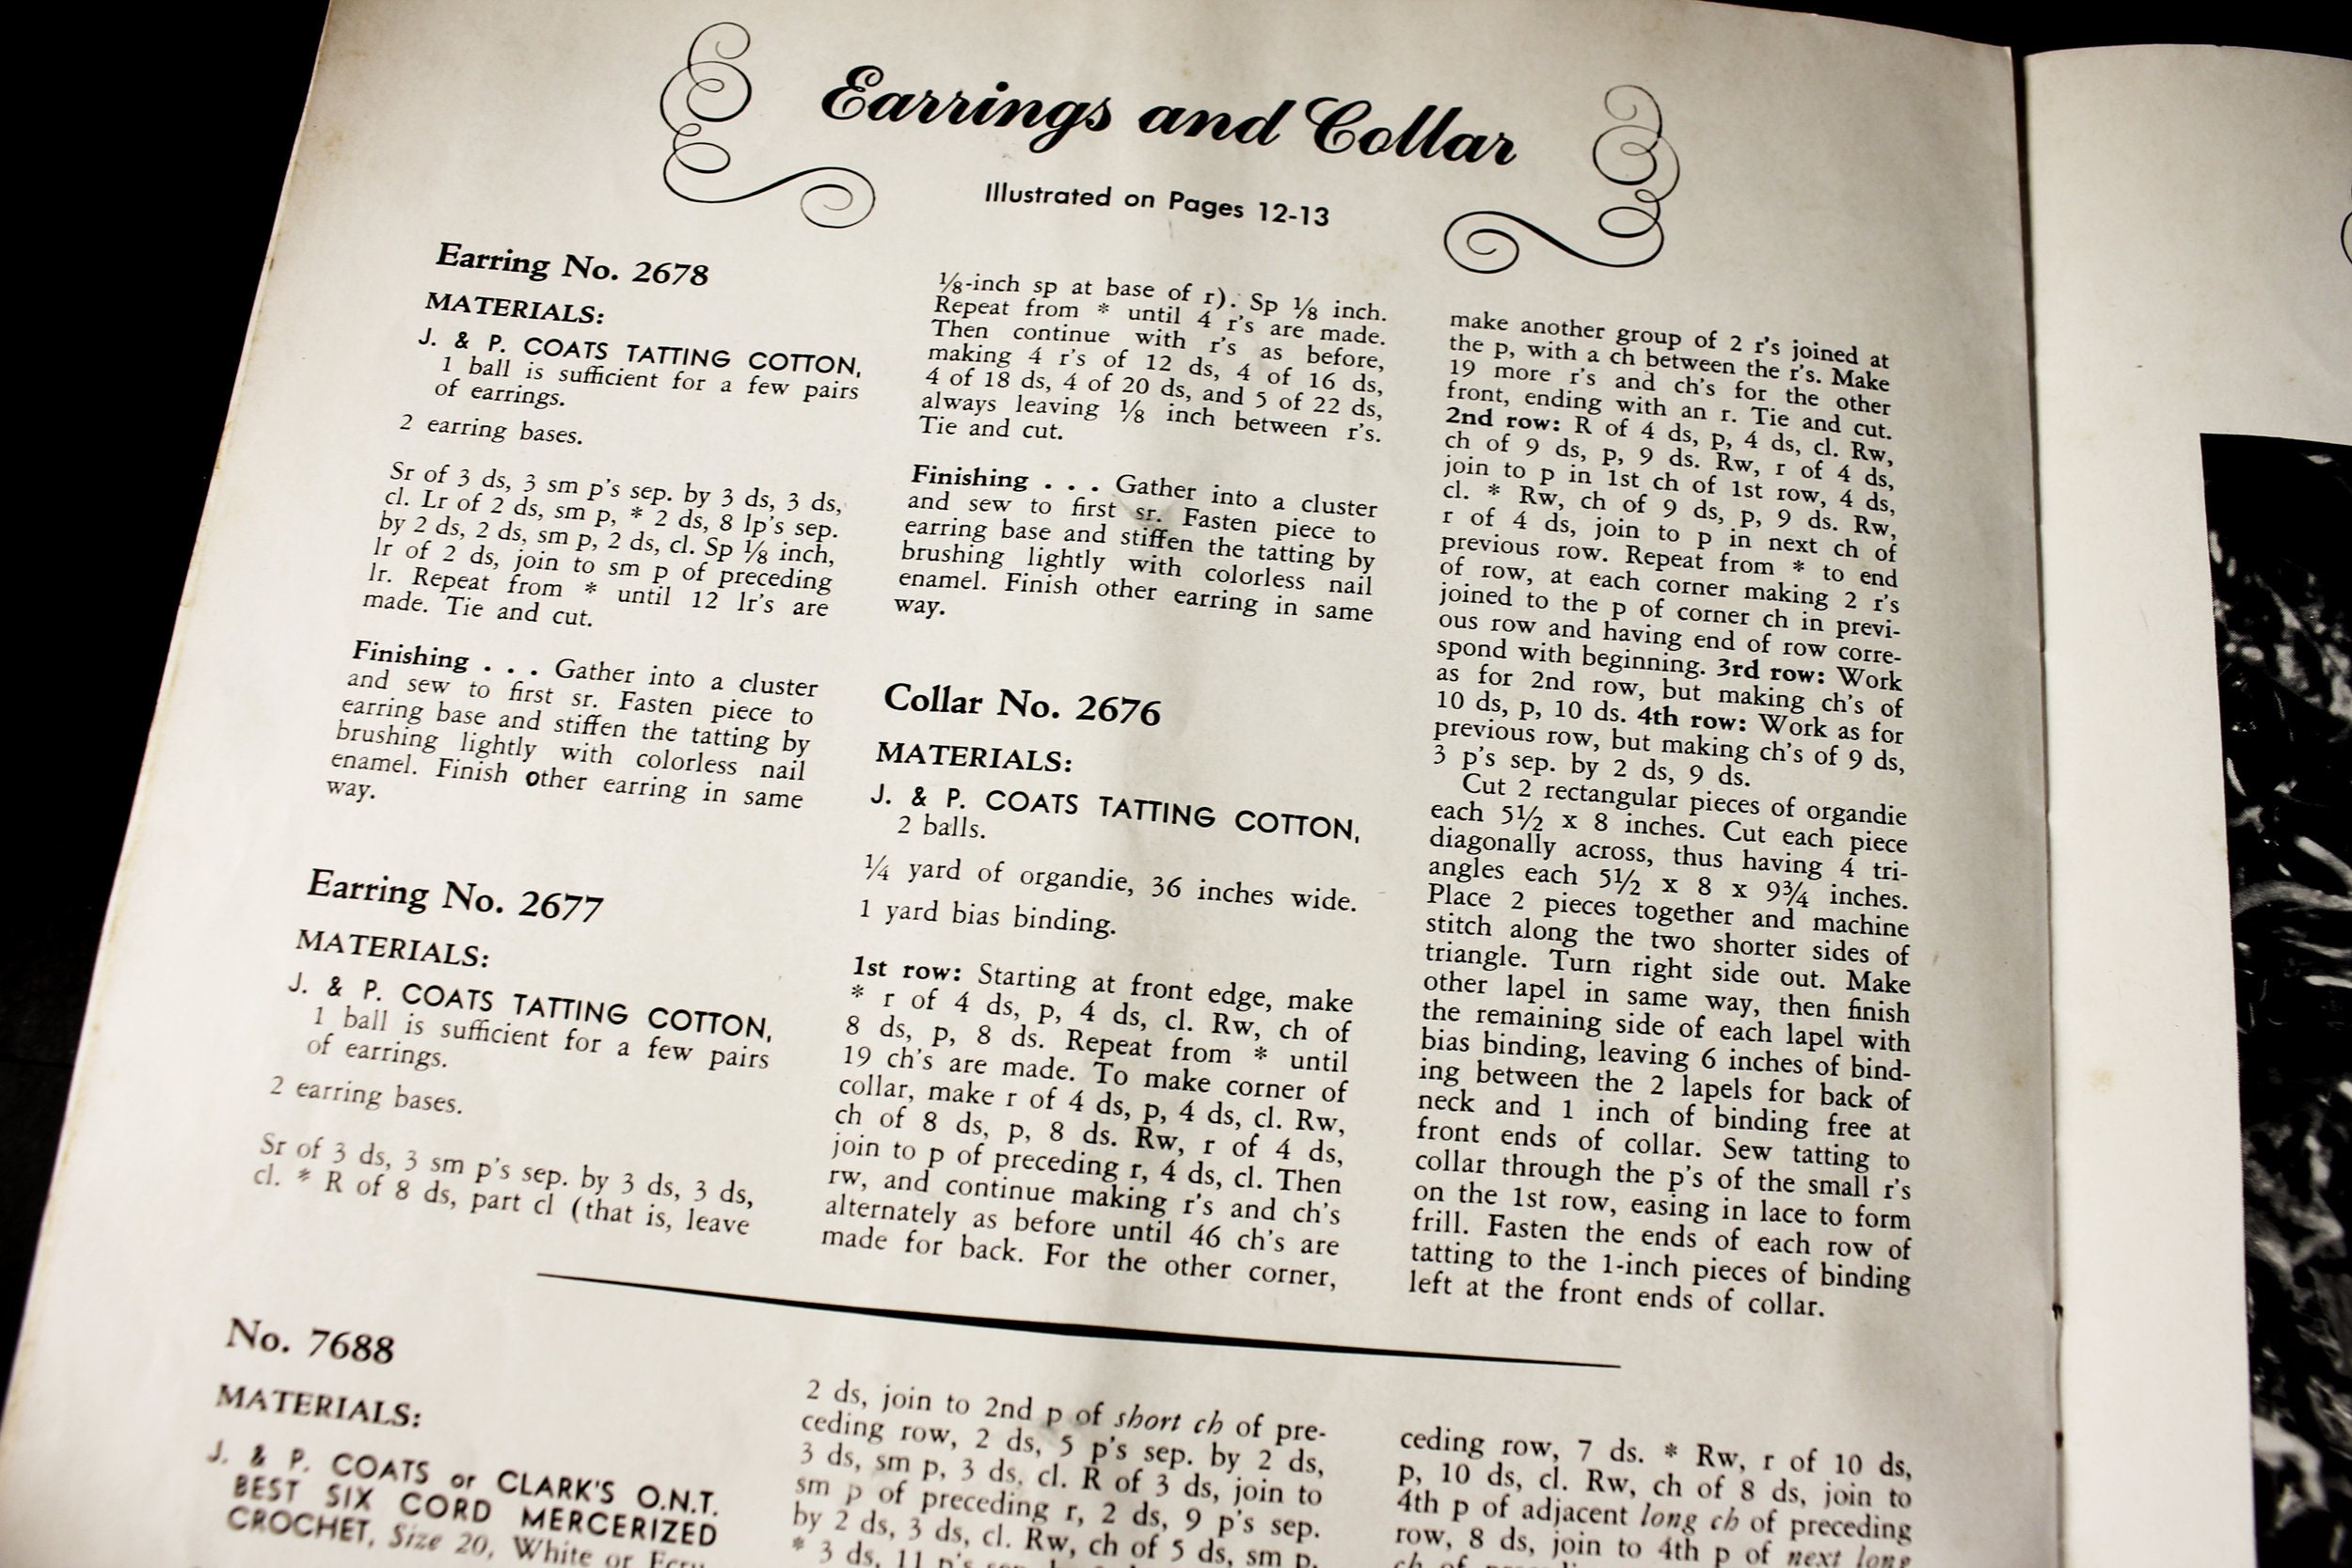 Earrings and Collar
Illustrated on Pages 12-13
Earring No. 2678
MATERIALS:
J. & P. COATS TATTING COTTON,
1 ball is sufficient for a few pairs
of earrings.
2 earring bases.
Sr of 3 ds, 3 sm p's sep. by 3 ds, 3 ds,
cl. Lr of 2 ds, sm p, * 2 ds, 8 lp's sep.
by 2 ds, 2 ds, sm p, 2 ds, cl. Sp ⅛ inch,
lr of 2 ds, join to sm p of preceding
lr. Repeat from * until 12 lr's are
made. Tie and cut.
Finishing . . . Gather into a cluster
and sew to first sr. Fasten piece to
earring base and stiffen the tatting by
brushing lightly with colorless nail
enamel. Finish other earring in same
way.
Earring No. 2677
MATERIALS:
J. & P. COATS TATTING COTTON,
1 ball is sufficient for a few pairs
of earrings.
2 earring bases.
Sr of 3 ds, 3 sm p's sep. by 3 ds, 3 ds,
cl. * R of 8 ds, part cl (that is, leave
⅛-inch sp at base of r). Sp ⅛ inch.
Repeat from * until 4 r's are made.
Then continue with r's as before,
making 4 r's of 12 ds, 4 of 16 ds,
4 of 18 ds, 4 of 20 ds, and 5 of 22 ds,
always leaving ⅛ inch between r's.
Tie and cut.
Finishing . . . Gather into a cluster
and sew to first sr. Fasten piece to
earring base and stiffen the tatting by
brushing lightly with colorless nail
enamel. Finish other earring in same
way.
Collar No. 2676
MATERIALS:
J. & P. COATS TATTING COTTON,
2 balls.
¼ yard of organdie, 36 inches wide.
1 yard bias binding.
1st row: Starting at front edge, make
* r of 4 ds, p, 4 ds, cl. Rw, ch of
8 ds, p, 8 ds. Repeat from * until
19 ch's are made. To make corner of
collar, make r of 4 ds, p, 4 ds, cl. Rw,
ch of 8 ds, p, 8 ds. Rw, r of 4 ds,
join to p of preceding r, 4 ds, cl. Then
rw, and continue making r's and ch's
alternately as before until 46 ch's are
made for back. For the other corner,
make another group of 2 r's joined at
the p, with a ch between the r's. Make
19 more r's and ch's for the other
front, ending with an r. Tie and cut.
2nd row: R of 4 ds, p, 4 ds, cl. Rw,
ch of 9 ds, p, 9 ds. Rw, r of 4 ds,
join to p in 1st ch of 1st row, 4 ds,
cl. * Rw, ch of 9 ds, p, 9 ds. Rw,
r of 4 ds, join to p in next ch of
previous row. Repeat from * to end
of row, at each corner making 2 r's
joined to the p of corner ch in previ-
ous row and having end of row corre-
spond with beginning. 3rd row: Work
as for 2nd row, but making ch's of
10 ds, p, 10 ds. 4th row: Work as for
previous row, but making ch's of 9 ds,
3 p's sep. by 2 ds, 9 ds.
Cut 2 rectangular pieces of organdie
each 5½ x 8 inches. Cut each piece
diagonally across, thus having 4 tri-
angles each 5½ x 8 x 9¾ inches.
Place 2 pieces together and machine
stitch along the two shorter sides of
triangle. Turn right side out. Make
other lapel in same way, then finish
the remaining side of each lapel with
bias binding, leaving 6 inches of bind-
ing between the 2 lapels for back of
neck and 1 inch of binding free at
front ends of collar. Sew tatting to
collar through the p's of the small r's
on the 1st row, easing in lace to form
frill. Fasten the ends of each row of
tatting to the 1-inch pieces of binding
left at the front ends of collar.
No. 7688
MATERIALS:
J. & P. COATS or CLARK'S O.N.T.
BEST SIX CORD MERCERIZED
CROCHET, Size 20, White or Ecru
2 ds, join to 2nd p of short ch of pre-
ceding row, 2 ds, 5 p's sep. by 2 ds,
3 ds, sm p, 3 ds, cl. R of 3 ds, join to
sm p of preceding r, 2 ds, 9 p's sep.
by 2 ds, 3 ds, cl. Rw, ch of 5 ds, sm p,
* 3 ds, 11 p's sep.
ceding row, 7 ds. * Rw, r of 10 ds,
p, 10 ds, cl. Rw, ch of 8 ds, join to
4th p of adjacent long ch of preceding
row, 8 ds, join to 4th p of next long